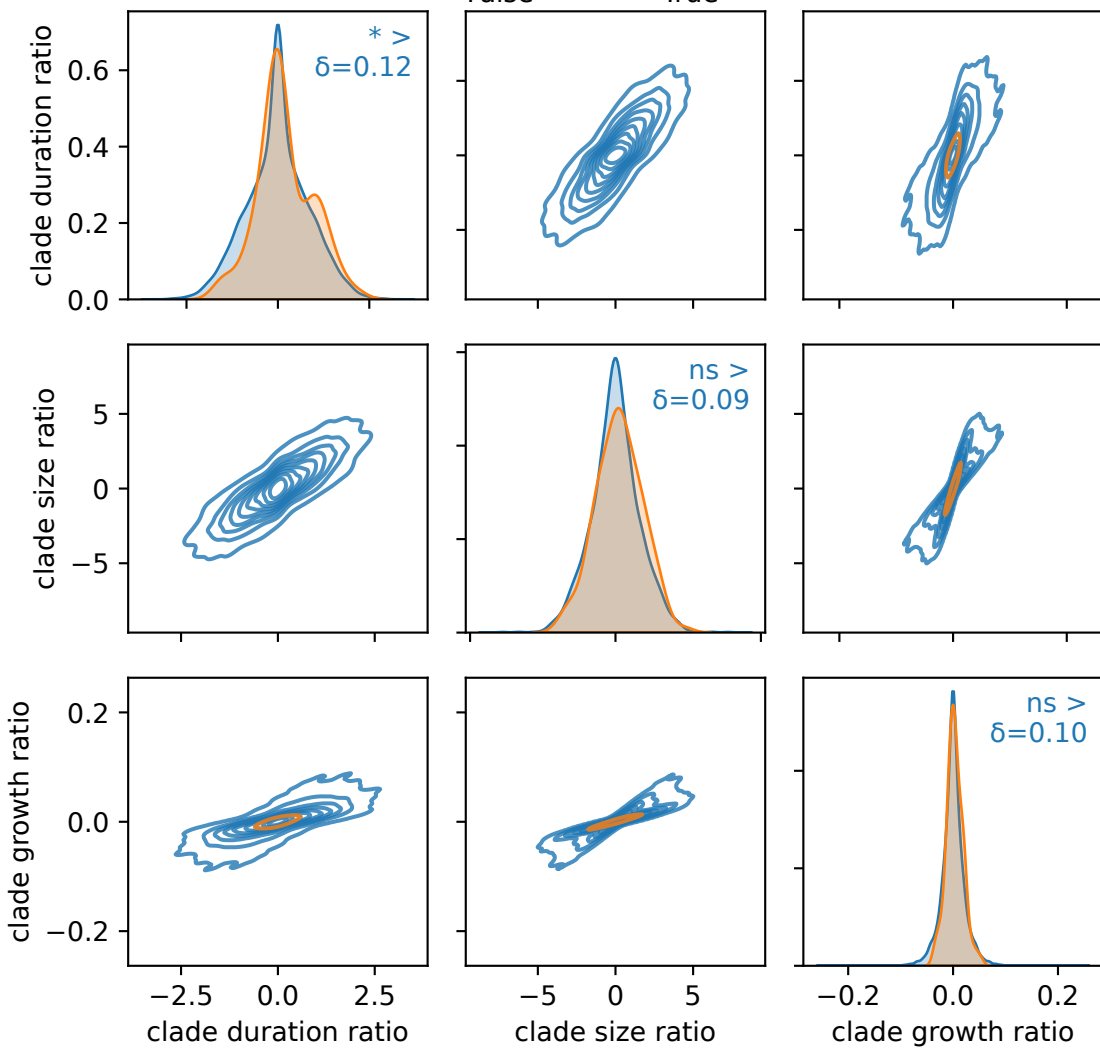 True
0.6
0.4
0.2
0.0
clade duration ratio
* >
δ=0.12
5
0
−5
clade size ratio
ns >
δ=0.09
0.2
0.0
−0.2
clade growth ratio
ns >
δ=0.10
−2.5 0.0 2.5
−5 0 5
−0.2 0.0 0.2
clade duration ratio
clade size ratio
clade growth ratio